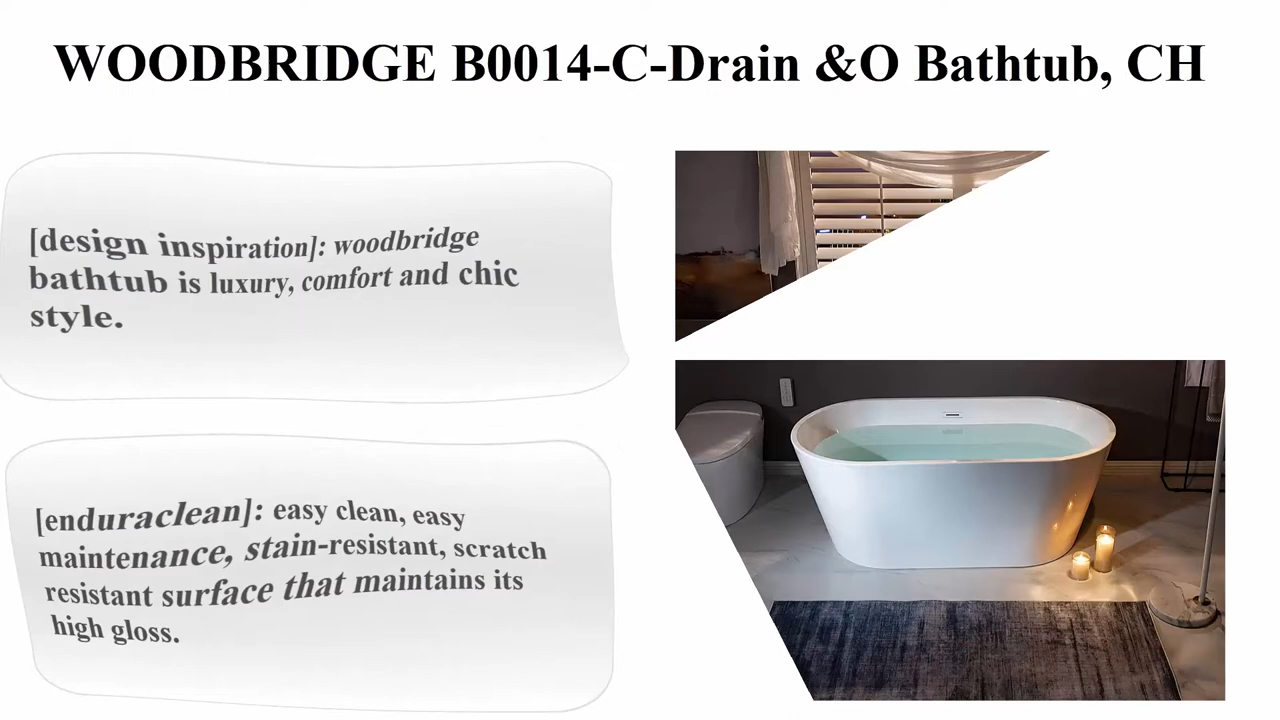 WOODBRIDGE B0014-C-Drain &O Bathtub, CH
[design inspiration]: woodbridge
bathtub is luxury, comfort and chic
style.
[enduraclean]: easy clean, easy
maintenance, stain-resistant, scratch
resistant surface that maintains its
high gloss.